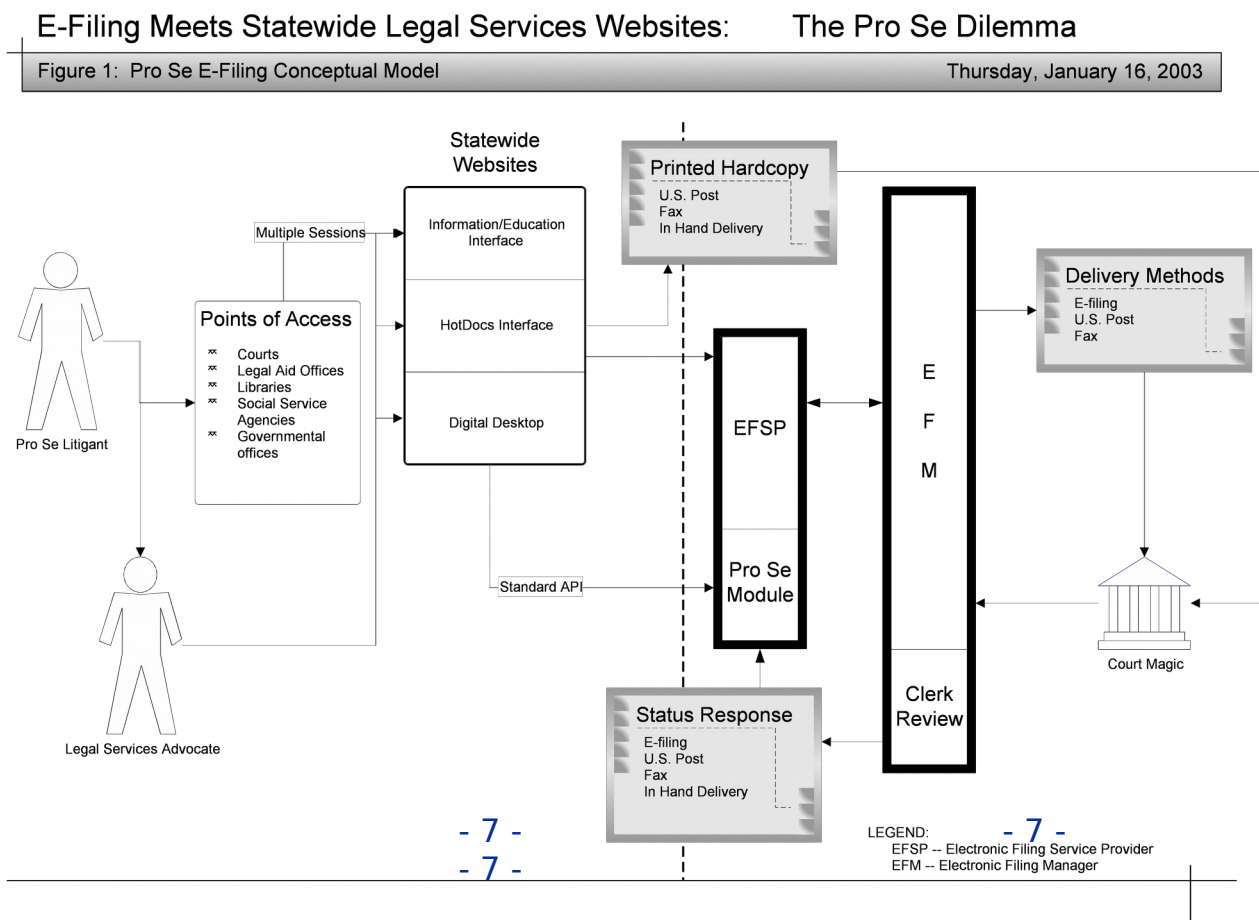 E-Filing Meets Statewide Legal Services Websites: The Pro Se Dilemma
Figure 1: Pro Se E-Filing Conceptual Model
Thursday, January 16, 2003
Statewide
Websites
Multiple Sessions
Information/Education
Interface
HotDocs Interface
Digital Desktop
Pro Se Litigant
Points of Access
Courts
Legal Aid Offices
Libraries
Social Service
Agencies
Governmental
offices
Legal Services Advocate
Printed Hardcopy
U.S. Post
Fax
In Hand Delivery
EFSP
Pro Se
Module
Standard API
E
F
M
Clerk
Review
Delivery Methods
E-filing
U.S. Post
Fax
Court Magic
Status Response
E-filing
U.S. Post
Fax
In Hand Delivery
LEGEND:
EFSP -- Electronic Filing Service Provider
EFM -- Electronic Filing Manager
- 7 -
- 7 -
- 7 -